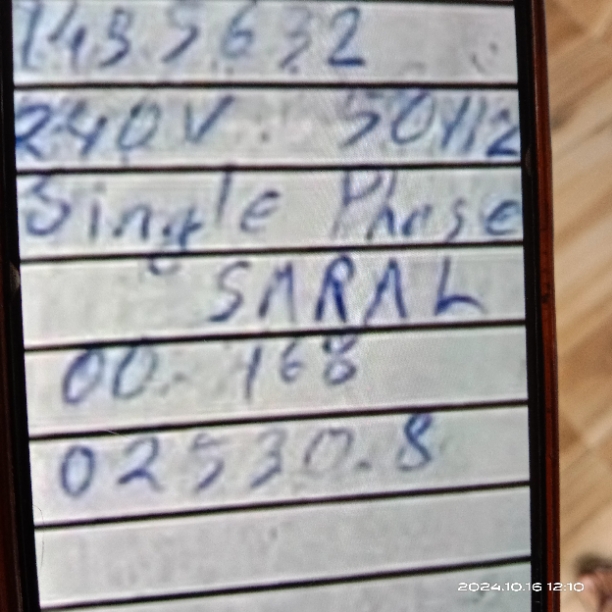 1435632
240V. 50Hz
Single Phase
SARAL
00. 168
02530.8
2024.10.16 12:10